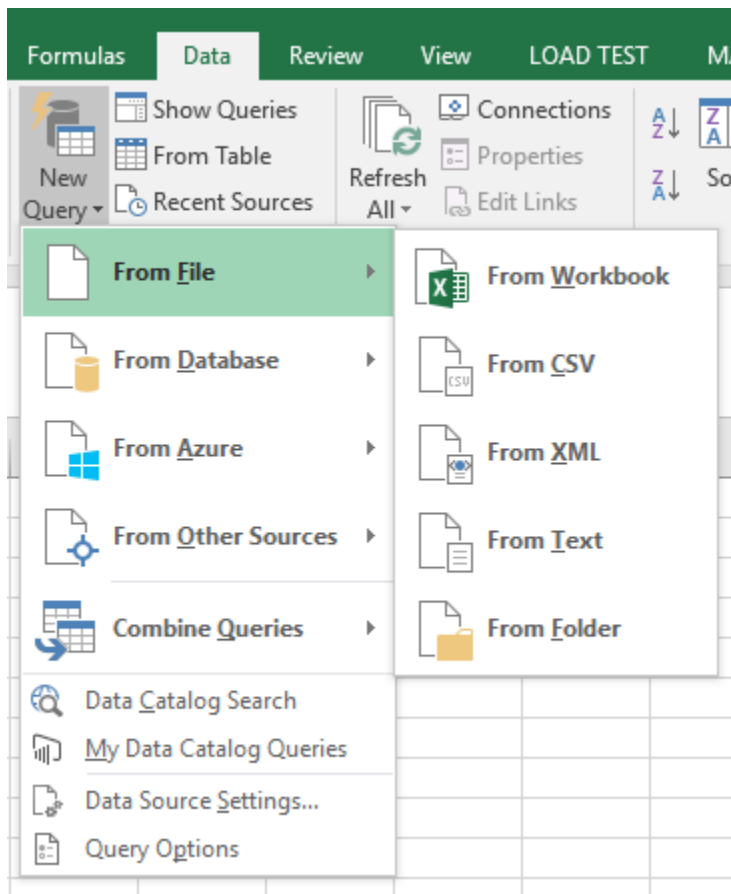 Formulas Data Review View LOAD TEST
Show Queries
From Table
Recent Sources
New
Query
Refresh
All
Connections
Properties
Edit Links
A
Z
Z
A
Z
A
From File
From Database
From Azure
From Other Sources
Combine Queries
Data Catalog Search
My Data Catalog Queries
Data Source Settings...
Query Options
From Workbook
CSV
From CSV
From XML
From Text
From Folder